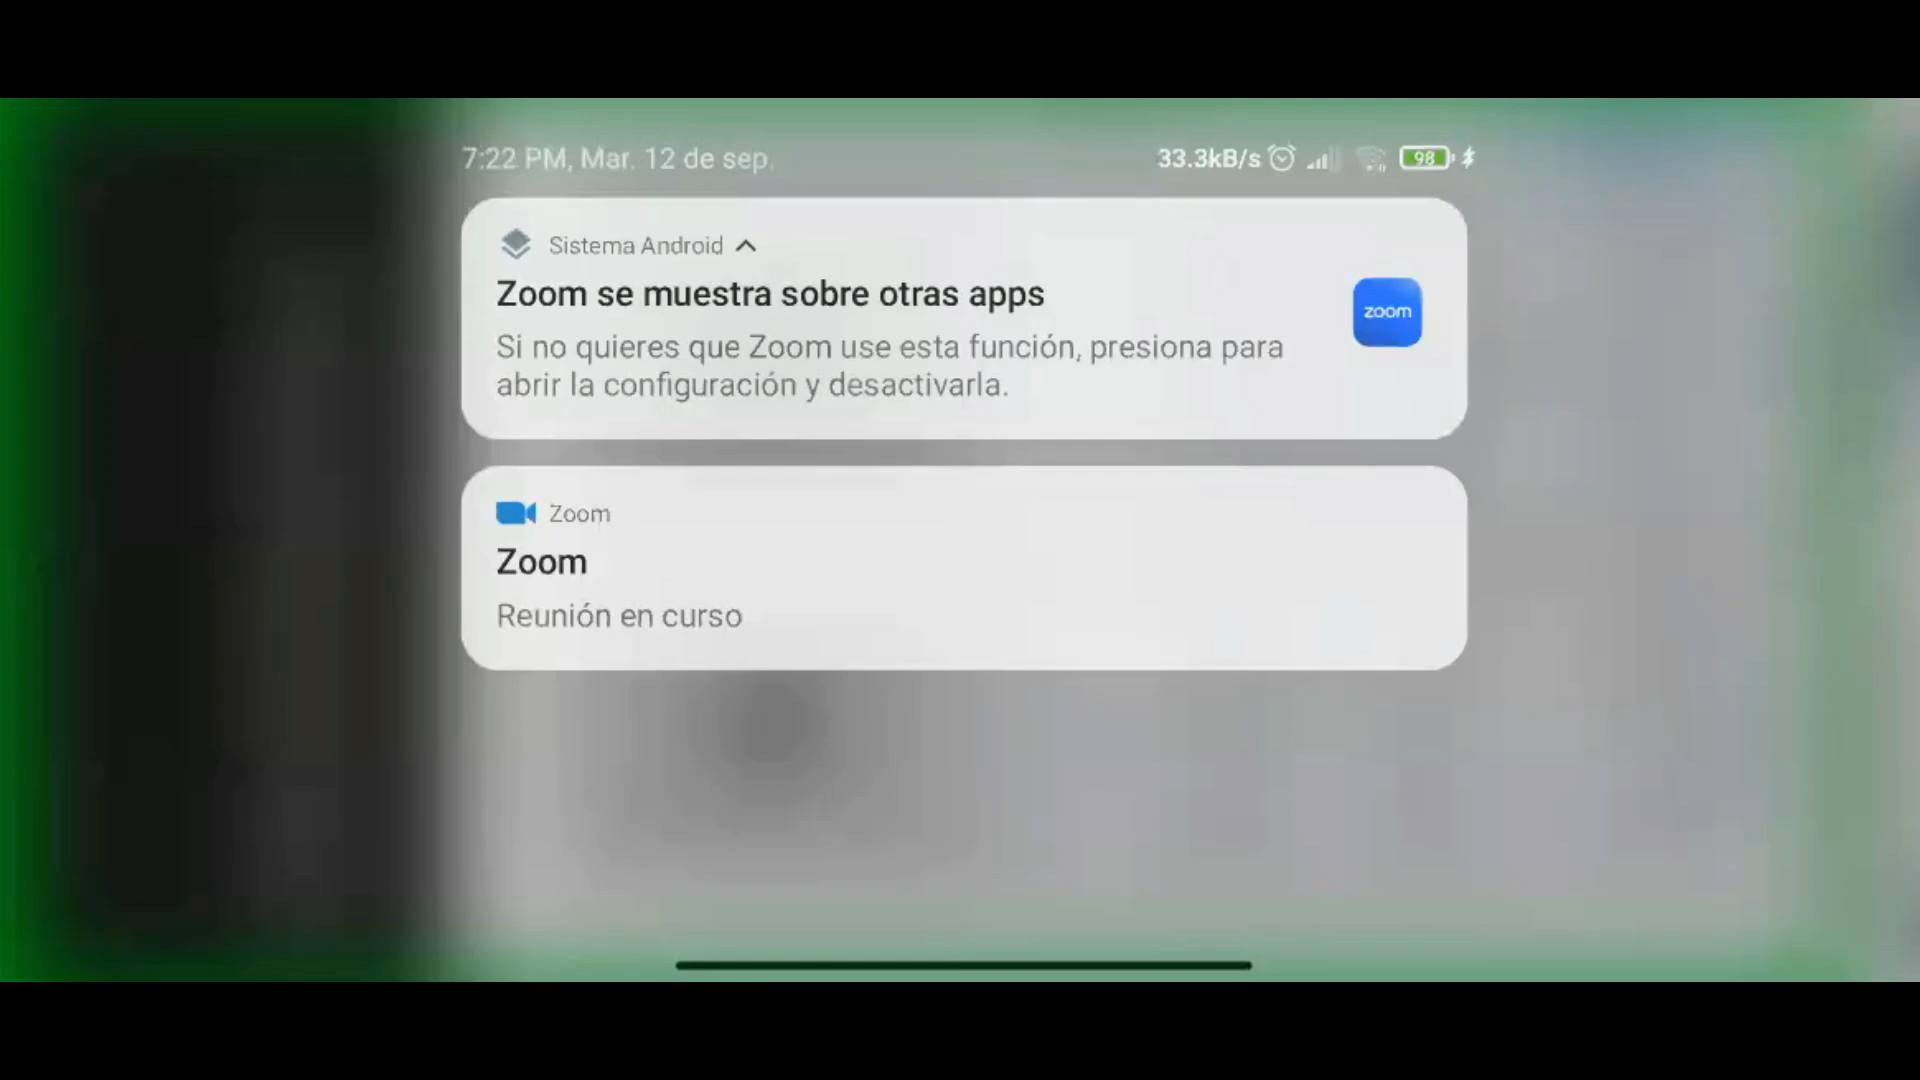 7:22 PM, Mar. 12 de sep.
33.3kB/s 98
Sistema Android
Zoom se muestra sobre otras apps
zoom
Si no quieres que Zoom use esta función, presiona para
abrir la configuración y desactivarla.
Zoom
Zoom
Reunión en curso